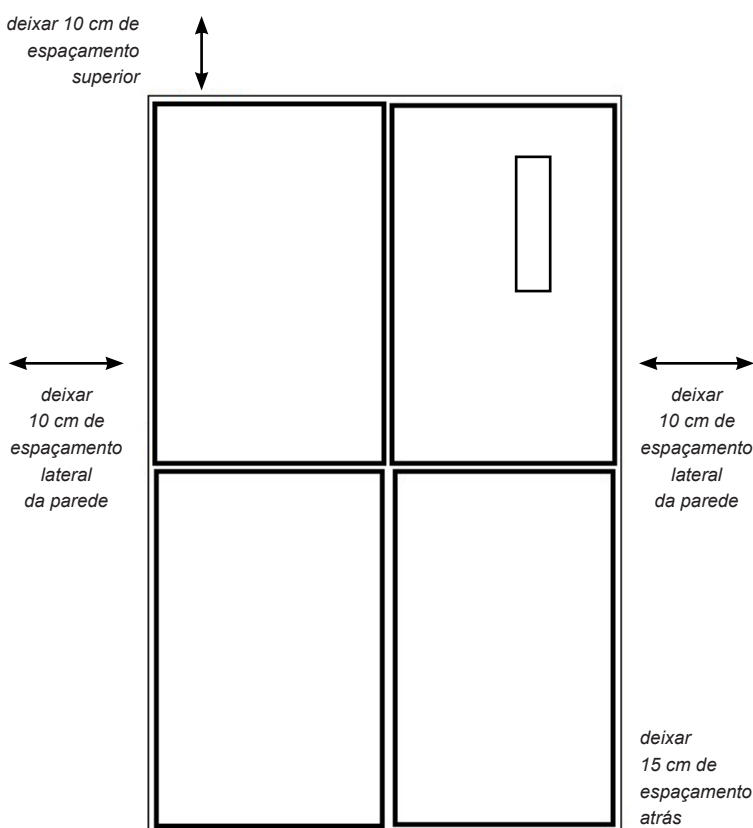 deixar 10 cm de
espaçamento
superior
deixar
10 cm de
espaçamento
lateral
da parede
deixar
10 cm de
espaçamento
lateral
da parede
deixar
15 cm de
espaçamento
atrás